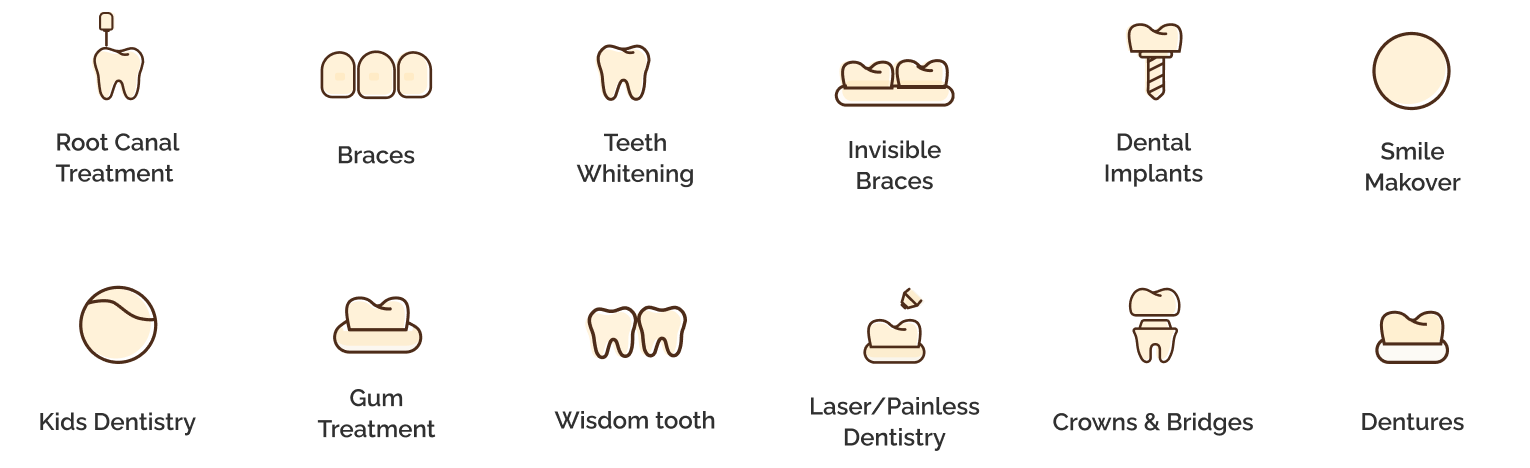 Root Canal
Treatment
Braces
Teeth
Whitening
Invisible
Braces
Dental
Implants
Smile
Makover
Kids Dentistry
Gum
Treatment
Wisdom tooth
Laser/Painless
Dentistry
Crowns & Bridges
Dentures